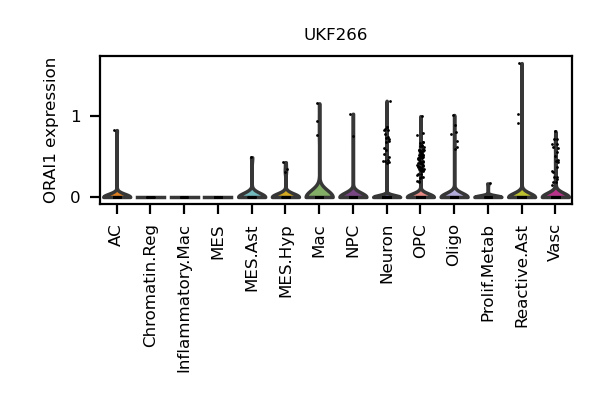 UKF266
ORAI1 expression
1
0
AC
Chromatin.Reg
Inflammatory.Mac
MES
MES.Ast
MES.Hyp
Mac
NPC
Neuron
OPC
Oligo
Prolif.Metab
Reactive.Ast
Vasc